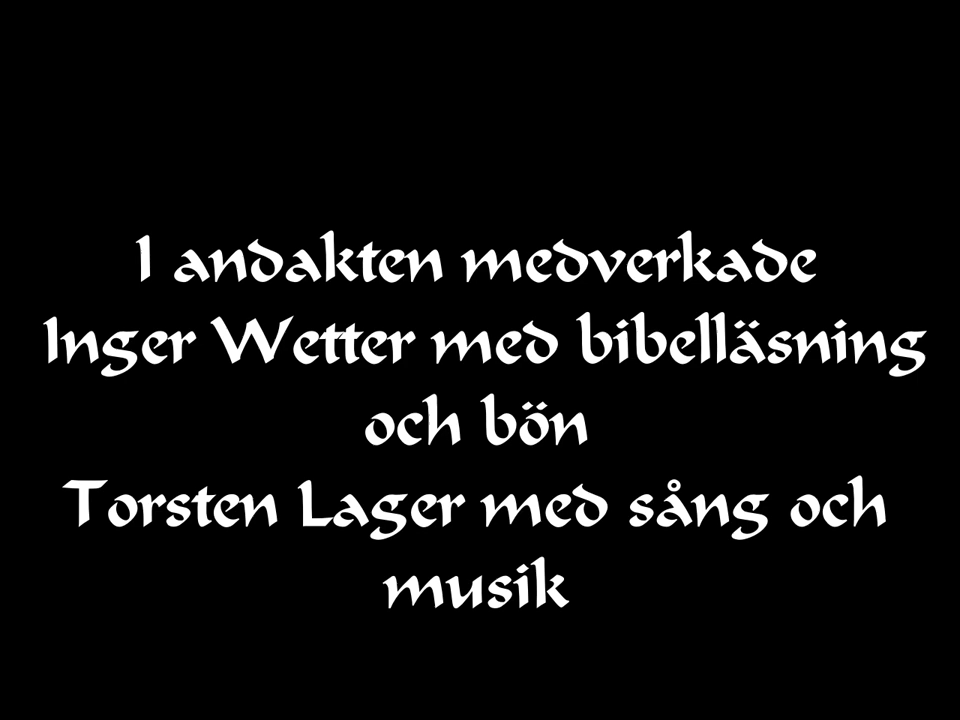 I andakten medverkade
Inger Wetter med bibelläsning
och bön
Torsten Lager med sång och
musik